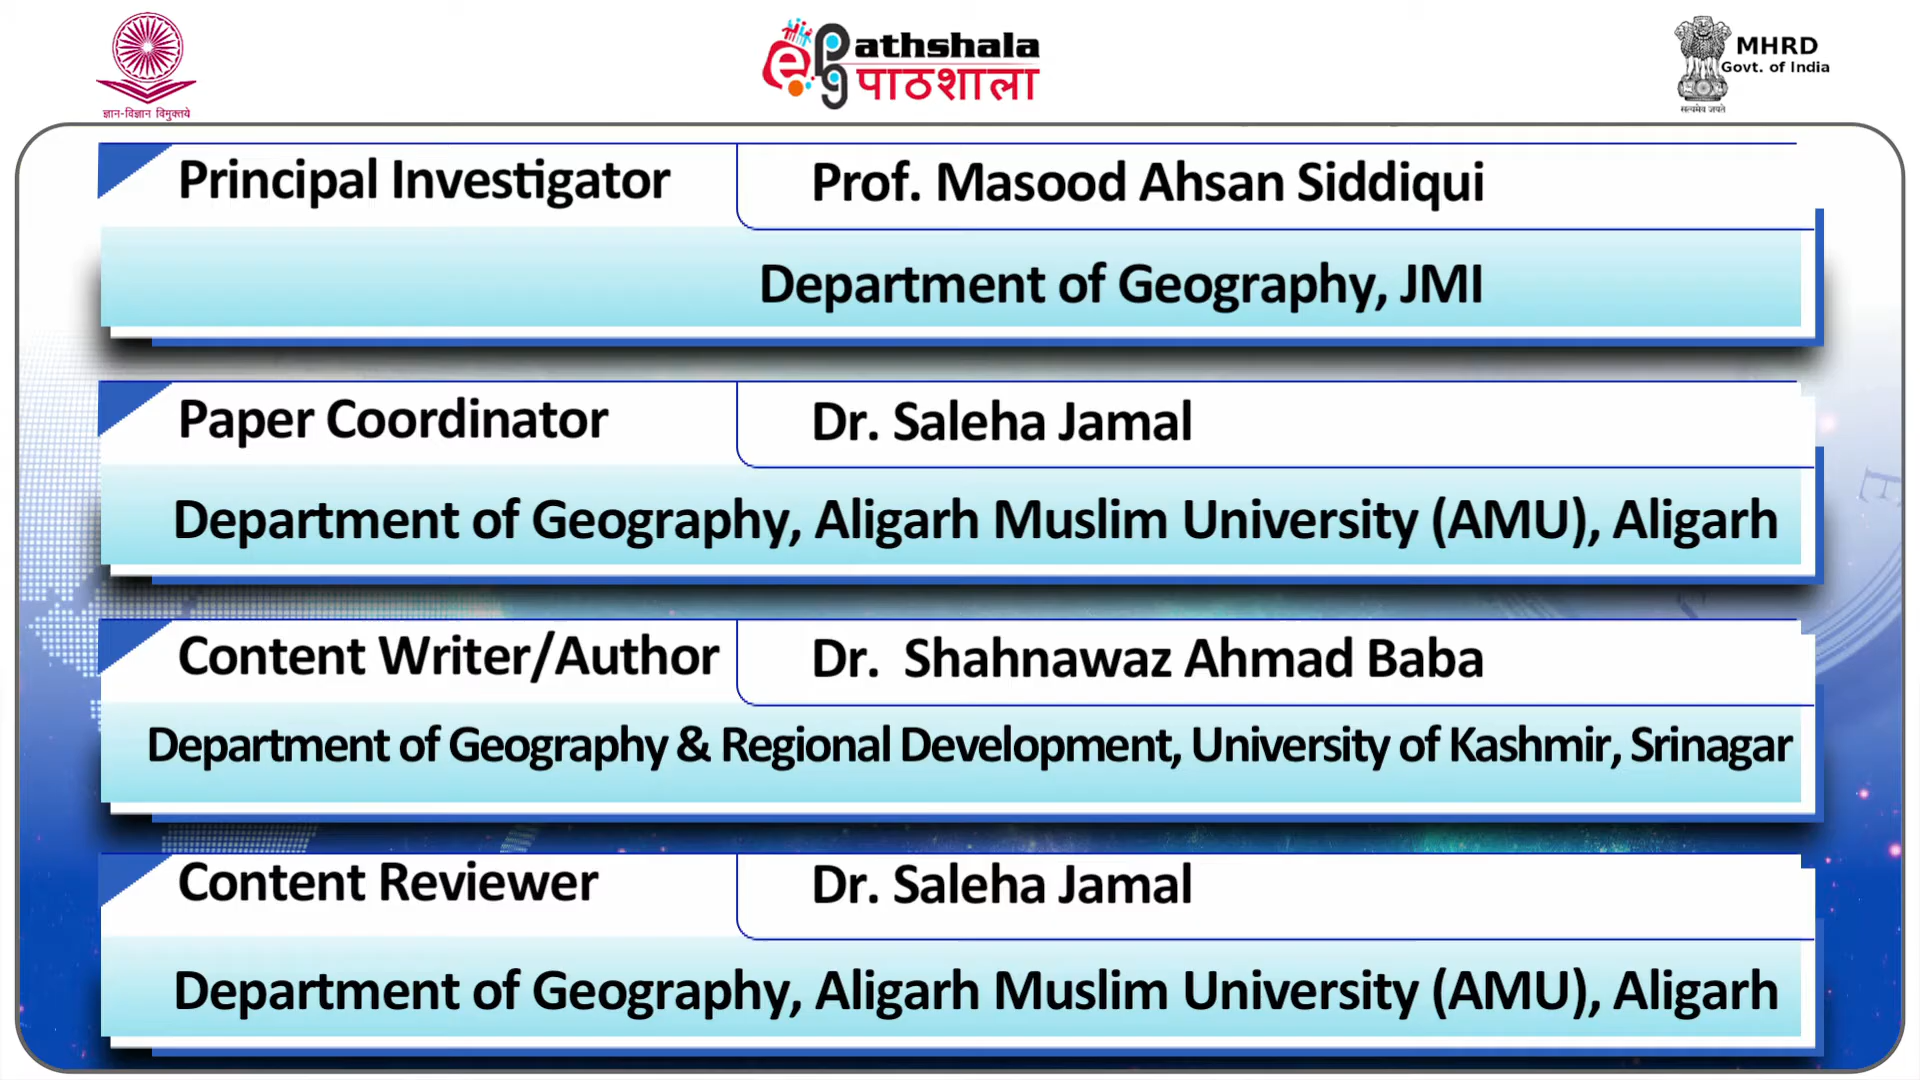 ज्ञान-विज्ञान विमुक्तये
e pg Pathshala
पाठशाला
MHRD
Govt. of India
सत्यमेव जयते
Principal Investigator
Prof. Masood Ahsan Siddiqui
Department of Geography, JMI
Paper Coordinator
Dr. Saleha Jamal
Department of Geography, Aligarh Muslim University (AMU), Aligarh
Content Writer/Author
Dr. Shahnawaz Ahmad Baba
Department of Geography & Regional Development, University of Kashmir, Srinagar
Content Reviewer
Dr. Saleha Jamal
Department of Geography, Aligarh Muslim University (AMU), Aligarh